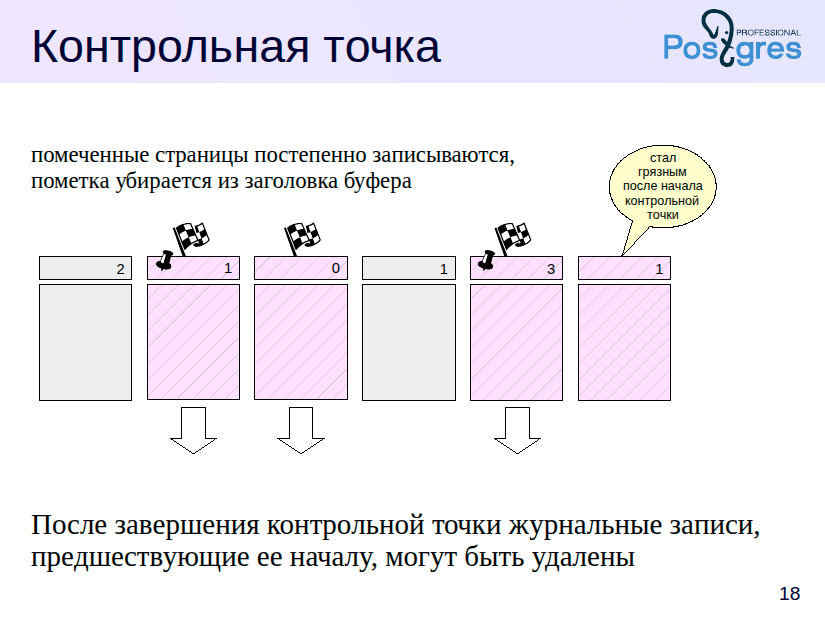 Контрольная точка
PROFESSIONAL
Postgres
помеченные страницы постепенно записываются,
пометка убирается из заголовка буфера
стал
грязным
после начала
контрольной
точки
2 1 0 1 3 1
После завершения контрольной точки журнальные записи,
предшествующие ее началу, могут быть удалены
18